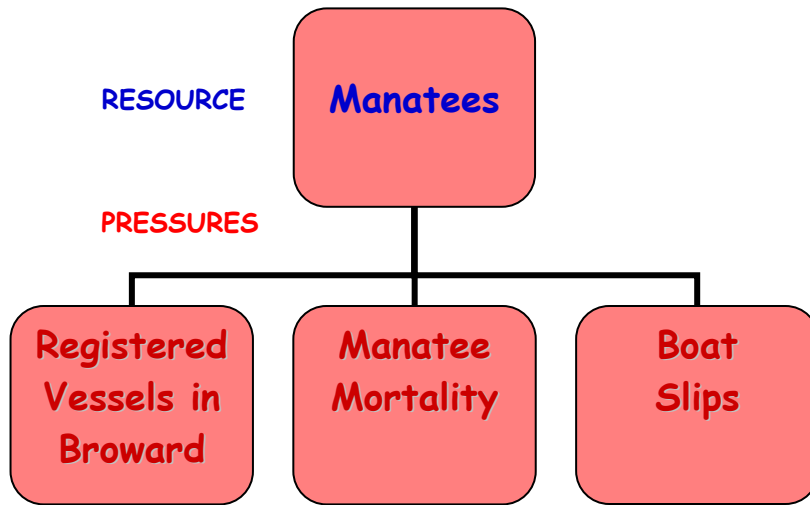 RESOURCE
Manatees
PRESSURES
Registered
Vessels in
Broward
Manatee
Mortality
Boat
Slips